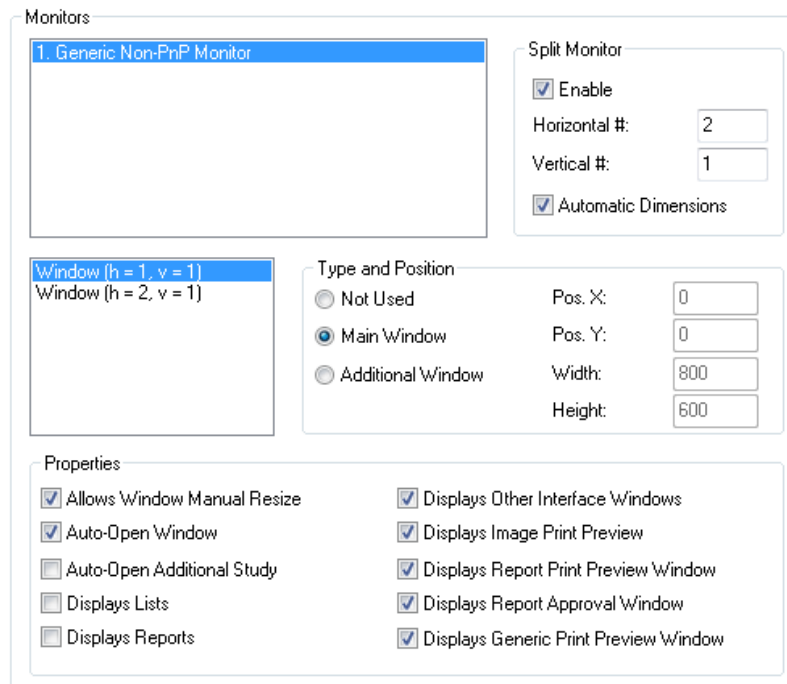 Monitors
1. Generic Non-PnP Monitor
Split Monitor
Enable
Horizontal #: 2
Vertical #: 1
Automatic Dimensions
Window (h = 1, v = 1)
Window (h = 2, v = 1)
Type and Position
Not Used Pos. X: 0
Main Window Pos. Y: 0
Additional Window Width: 800
Height: 600
Properties
Allows Window Manual Resize Displays Other Interface Windows
Auto-Open Window Displays Image Print Preview
Auto-Open Additional Study Displays Report Print Preview Window
Displays Lists Displays Report Approval Window
Displays Reports Displays Generic Print Preview Window